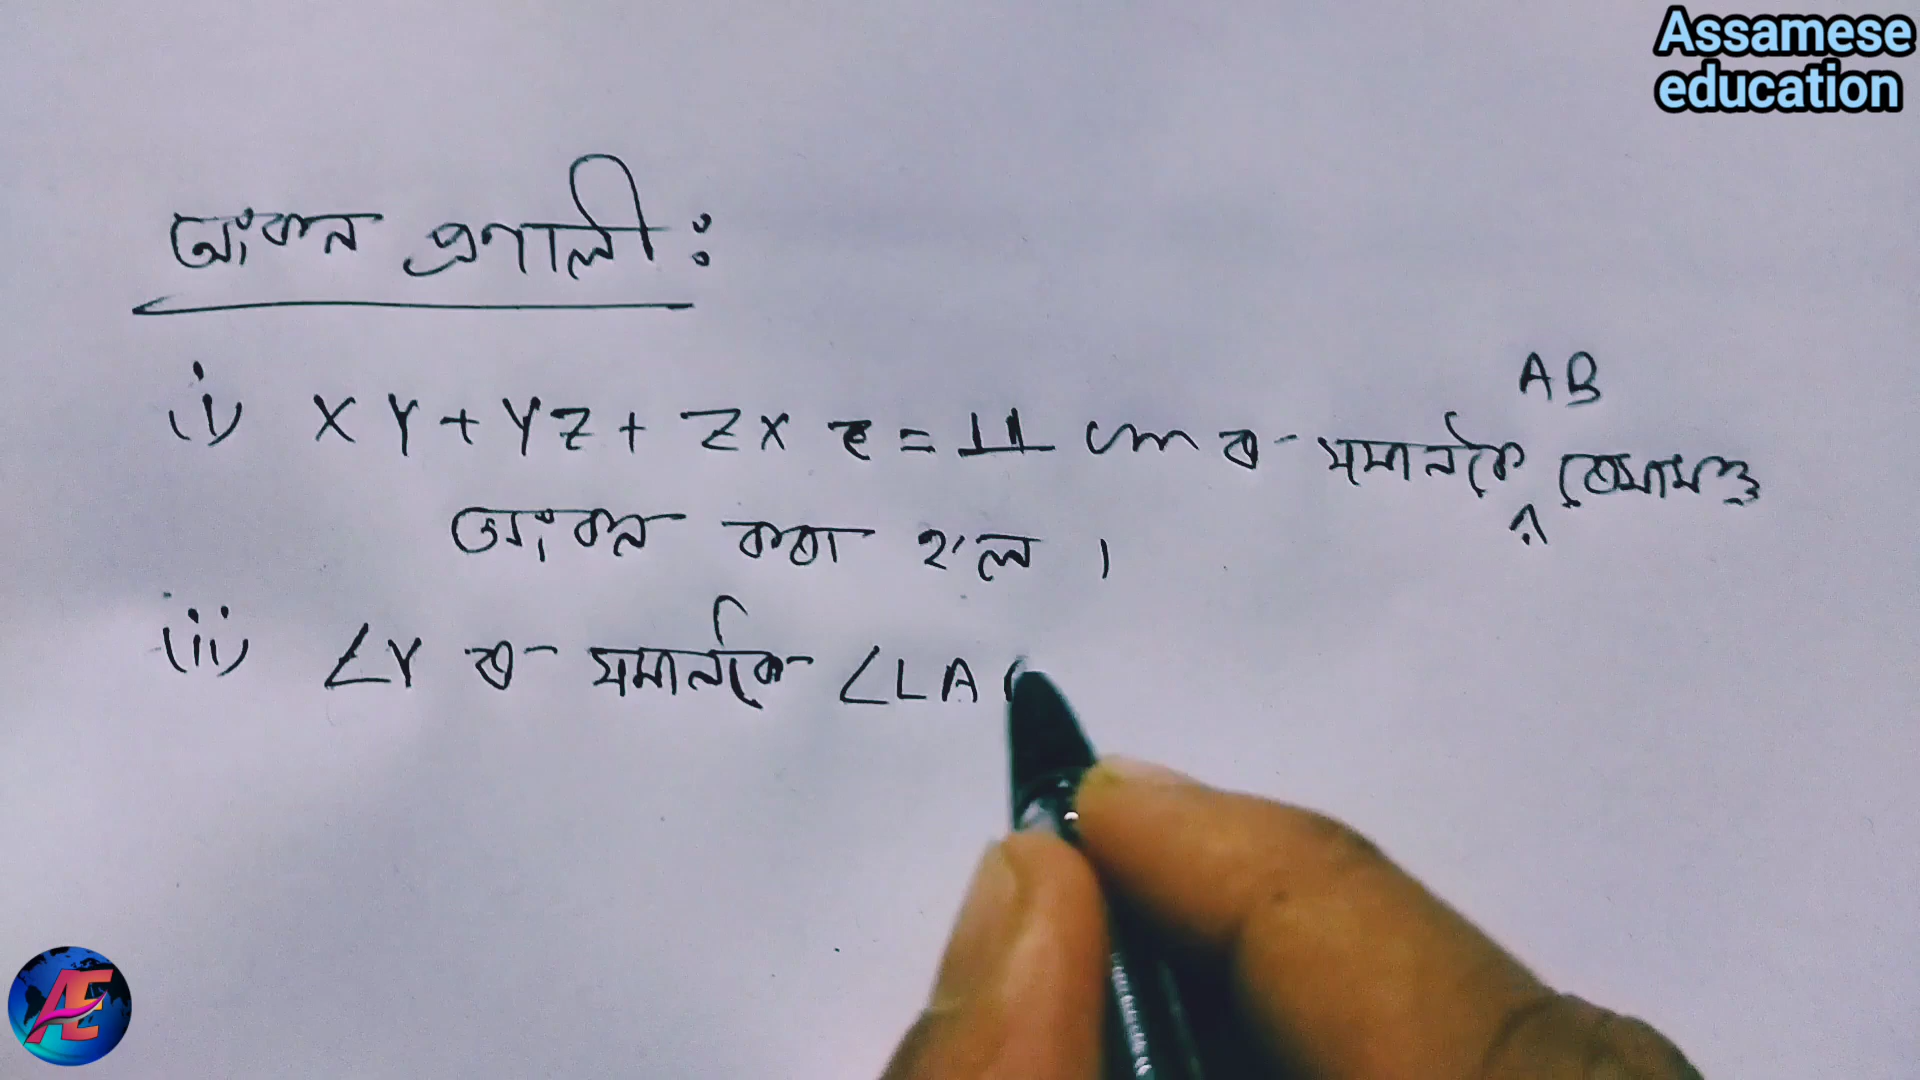 Assamese
education
অংকন প্ৰণালী :
(i) XY + YZ + ZX = 11 cm ৰ সমানকৈ AB ৰেখাখণ্ড
অংকন কৰা হ'ল ।
(ii) ∠Y ৰ সমানকৈ ∠LA
AE